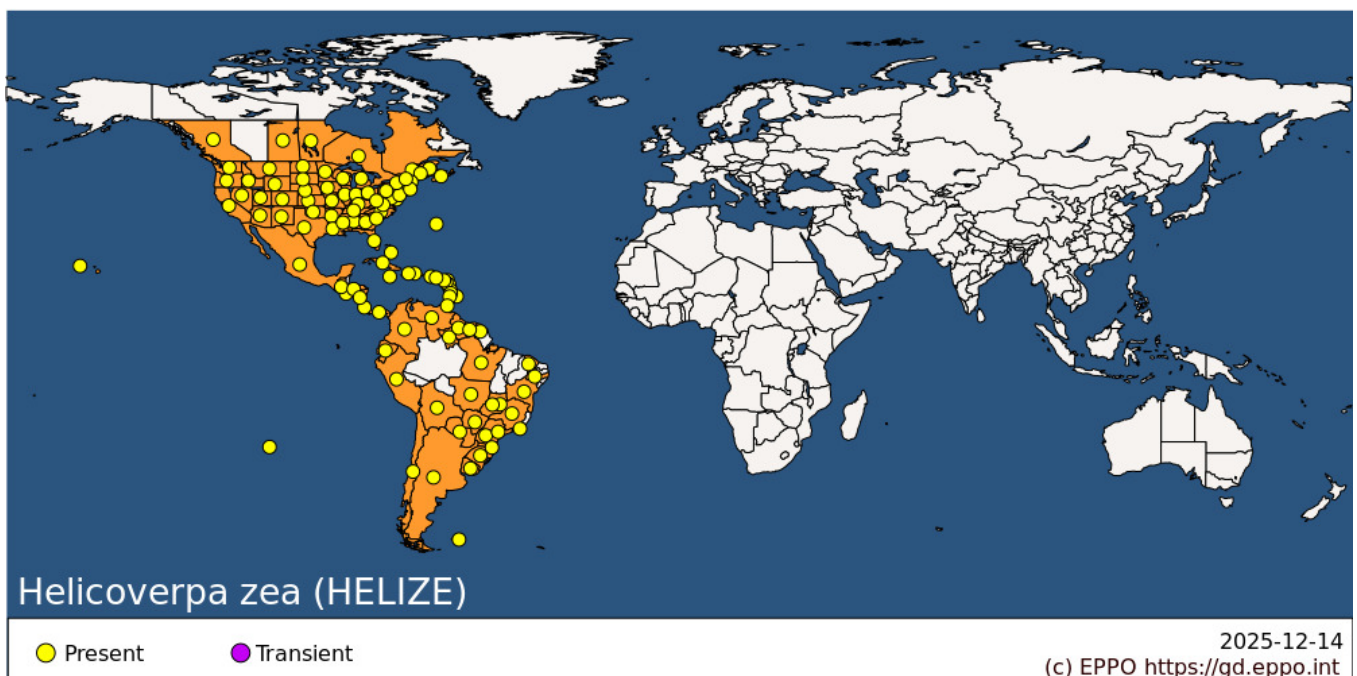 Helicoverpa zea (HELIZE)
Present
Transient
2025-12-14
(c) EPPO https://gd.eppo.int